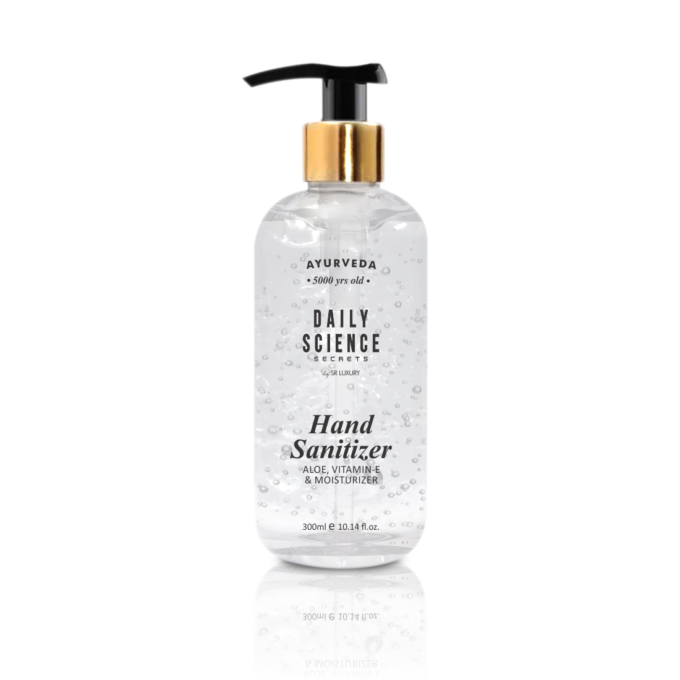 AYURVEDA
• 5000 yrs old •
DAILY
SCIENCE
SECRETS
by SR LUXURY
Hand
Sanitizer
ALOE, VITAMIN-E
& MOISTURIZER
300ml e 10.14 fl.oz.